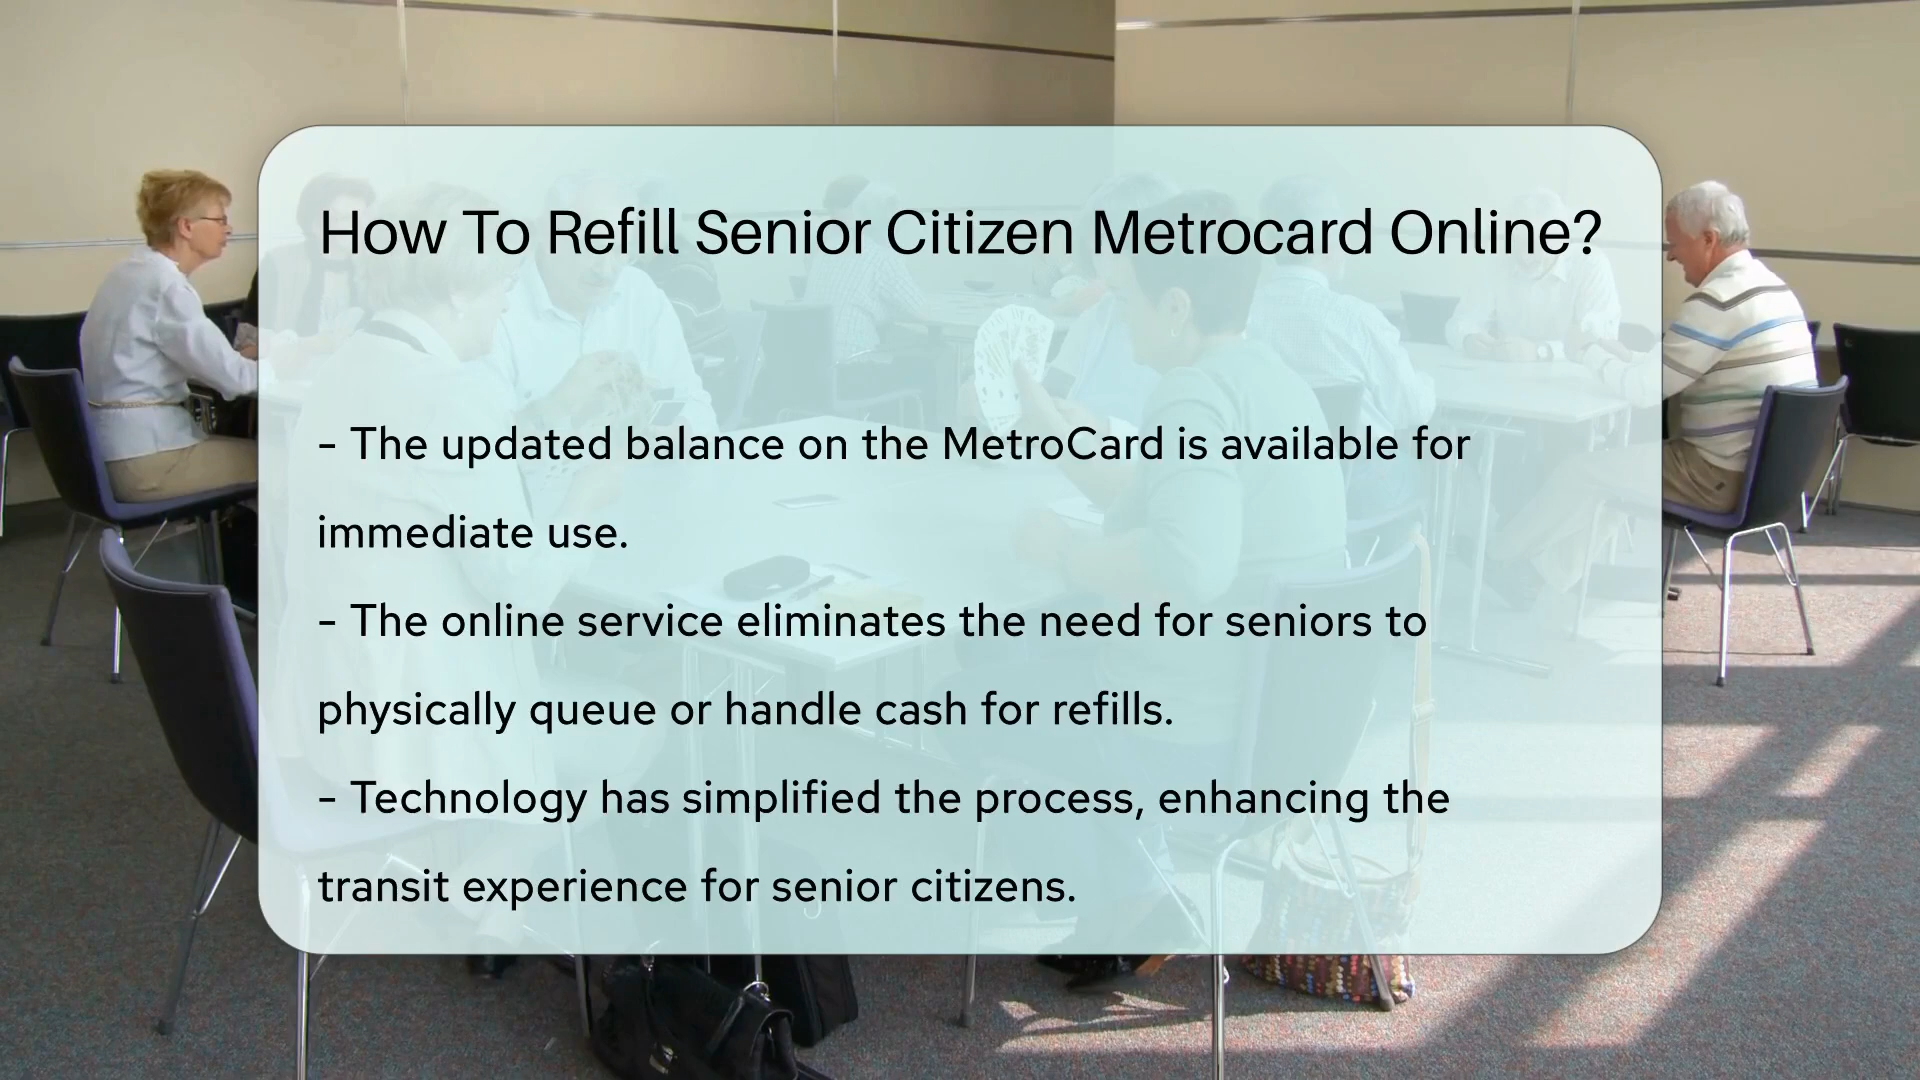 How To Refill Senior Citizen Metrocard Online?
- The updated balance on the MetroCard is available for
immediate use.
- The online service eliminates the need for seniors to
physically queue or handle cash for refills.
- Technology has simplified the process, enhancing the
transit experience for senior citizens.